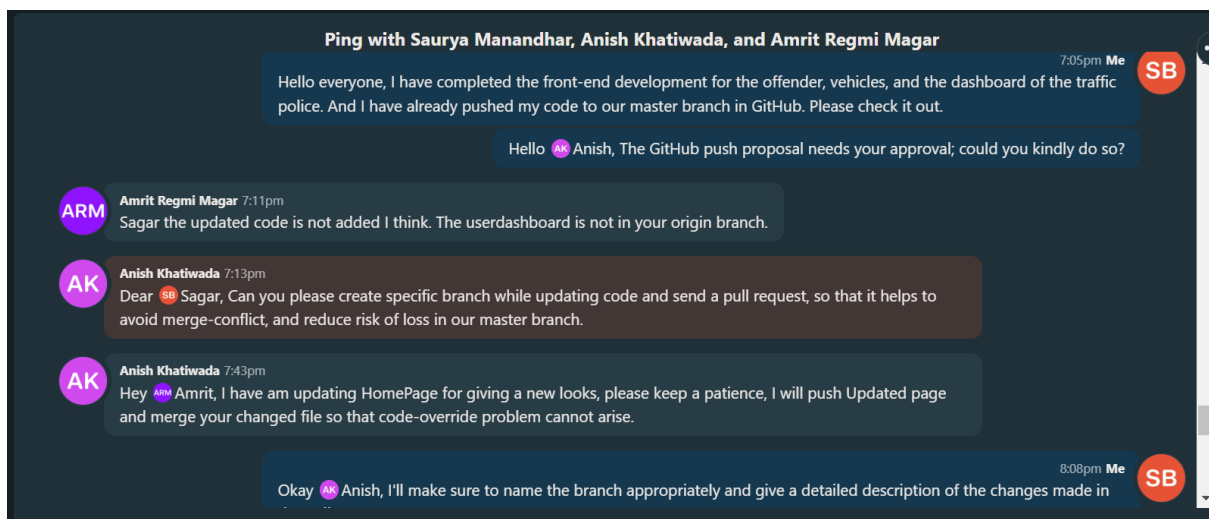 Ping with Saurya Manandhar, Anish Khatiwada, and Amrit Regmi Magar
7:05pm Me
SB
Hello everyone, I have completed the front-end development for the offender, vehicles, and the dashboard of the traffic
police. And I have already pushed my code to our master branch in GitHub. Please check it out.
Hello AK Anish, The GitHub push proposal needs your approval; could you kindly do so?
ARM
Amrit Regmi Magar 7:11pm
Sagar the updated code is not added I think. The userdashboard is not in your origin branch.
AK
Anish Khatiwada 7:13pm
Dear SB Sagar, Can you please create specific branch while updating code and send a pull request, so that it helps to
avoid merge-conflict, and reduce risk of loss in our master branch.
AK
Anish Khatiwada 7:43pm
Hey ARM Amrit, I have am updating HomePage for giving a new looks, please keep a patience, I will push Updated page
and merge your changed file so that code-override problem cannot arise.
8:08pm Me
SB
Okay AK Anish, I'll make sure to name the branch appropriately and give a detailed description of the changes made in